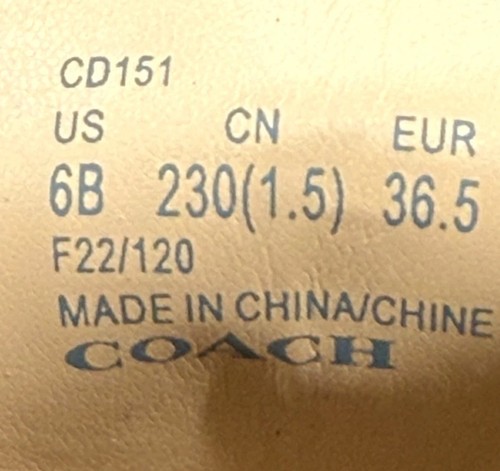 CD151
US CN EUR
6B 230(1.5) 36.5
F22/120
MADE IN CHINA/CHINE
COACH